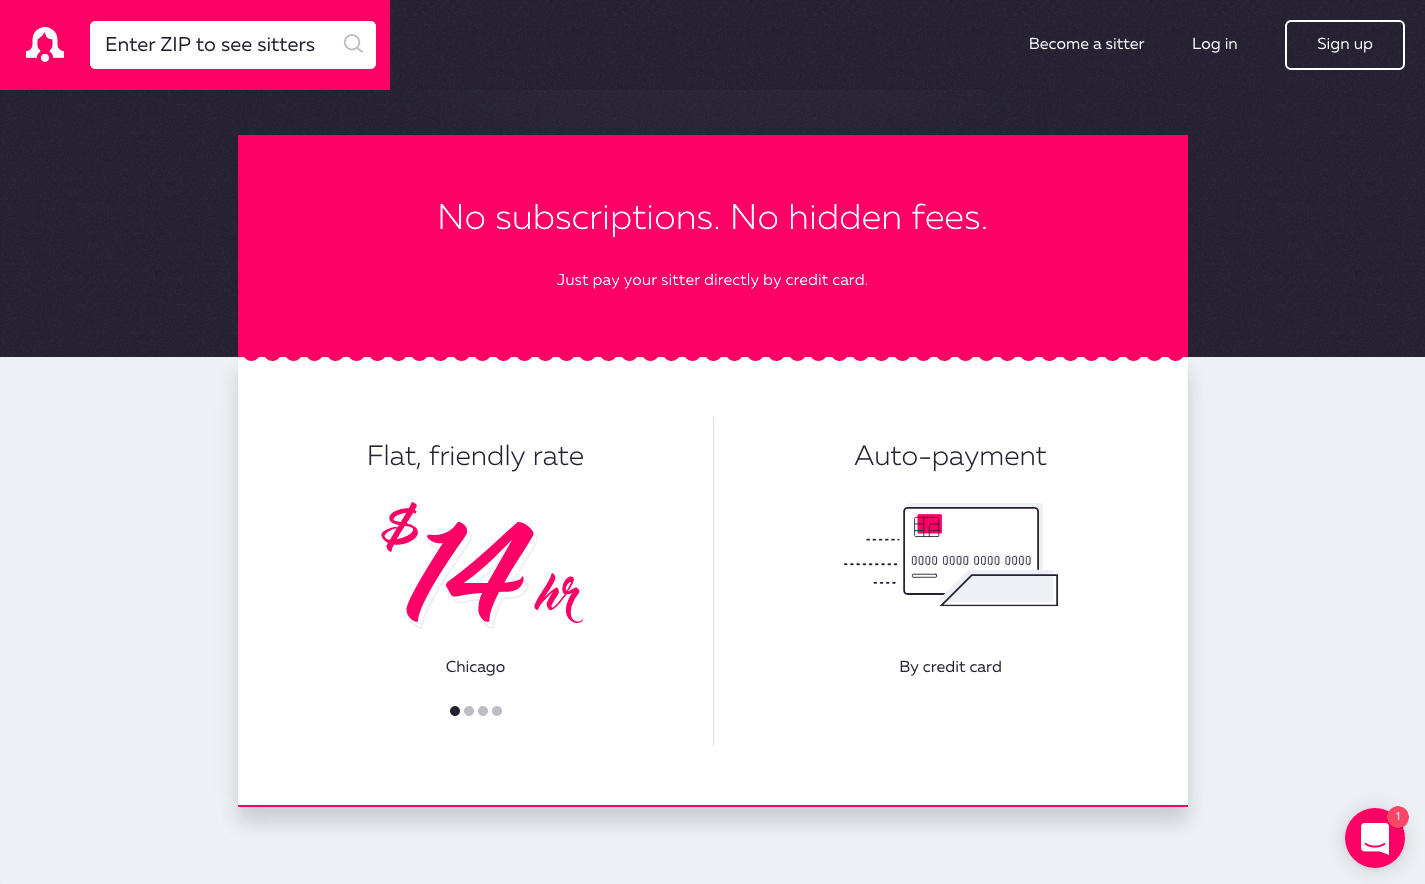 Enter ZIP to see sitters
Become a sitter
Log in
Sign up
No subscriptions. No hidden fees.
Just pay your sitter directly by credit card.
Flat, friendly rate
$14 hr
Chicago
Auto-payment
0000 0000 0000 0000
By credit card
1